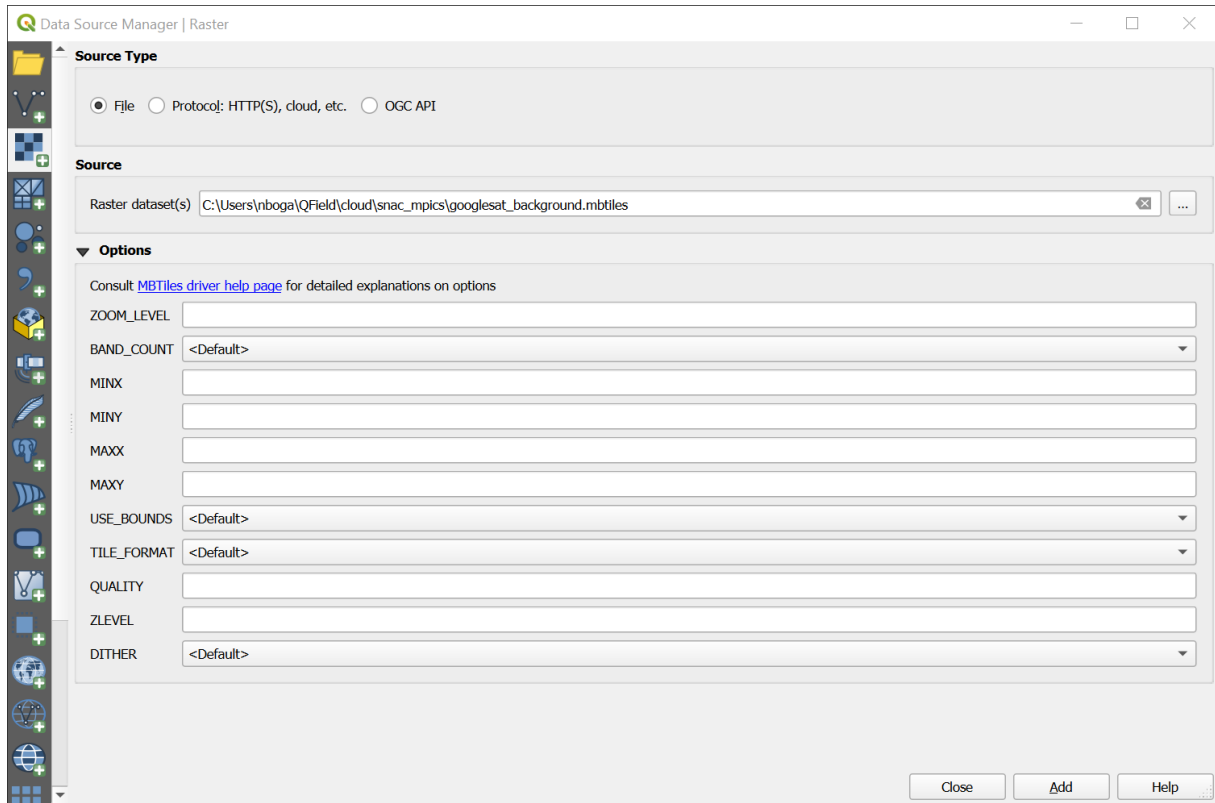 Data Source Manager | Raster
Source Type
File Protocol: HTTP(S), cloud, etc. OGC API
Source
Raster dataset(s) C:\Users\nboga\QField\cloud\snac_mpics\googlesat_background.mbtiles ...
Options
Consult MBTiles driver help page for detailed explanations on options
ZOOM_LEVEL
BAND_COUNT <Default>
MINX
MINY
MAXX
MAXY
USE_BOUNDS <Default>
TILE_FORMAT <Default>
QUALITY
ZLEVEL
DITHER <Default>
Close Add Help